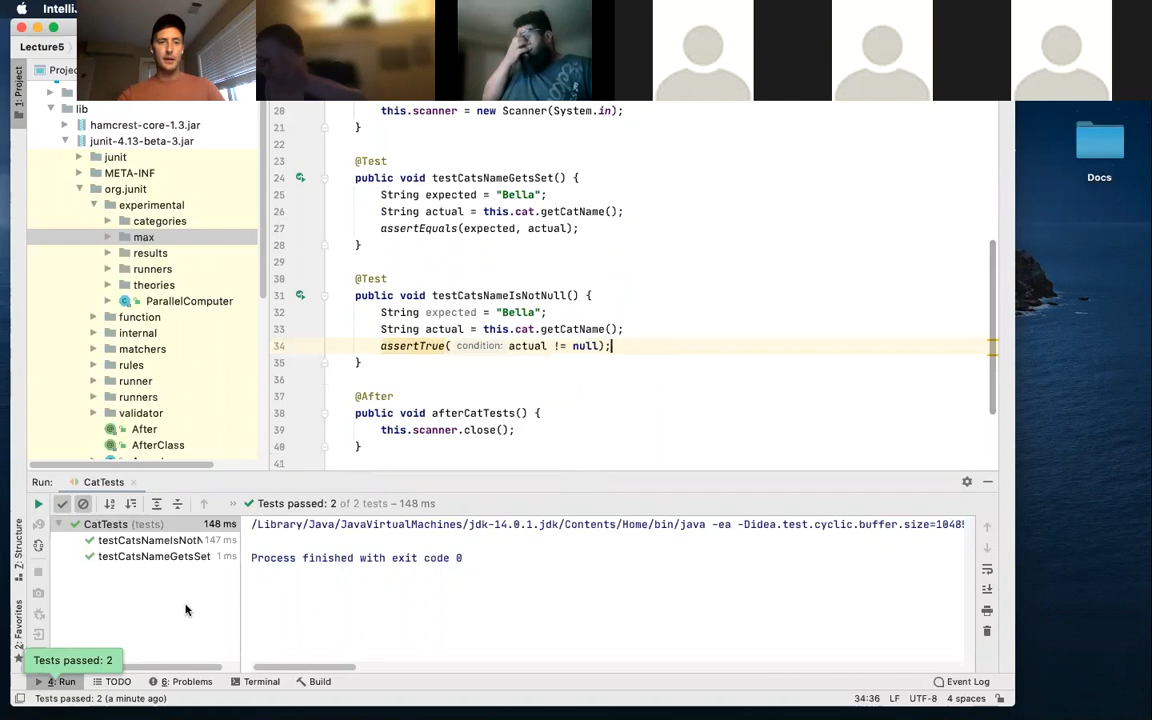 Intelli.
Lecture5
1: Project
Proje
lib
hamcrest-core-1.3.jar
junit-4.13-beta-3.jar
junit
META-INF
org.junit
experimental
categories
max
results
runners
theories
ParallelComputer
function
internal
matchers
rules
runner
runners
validator
After
AfterClass
20 this.scanner = new Scanner(System.in);
21 }
22
23 @Test
24 public void testCatsNameGetsSet() {
25 String expected = "Bella";
26 String actual = this.cat.getCatName();
27 assertEquals(expected, actual);
28 }
29
30 @Test
31 public void testCatsNameIsNotNull() {
32 String expected = "Bella";
33 String actual = this.cat.getCatName();
34 assertTrue( condition: actual != null);
35 }
36
37 @After
38 public void afterCatTests() {
39 this.scanner.close();
40 }
41
Docs
Run: CatTests
Tests passed: 2 of 2 tests – 148 ms
CatTests (tests) 148 ms
testCatsNameIsNotN 147 ms
testCatsNameGetsSet 1 ms
/Library/Java/JavaVirtualMachines/jdk-14.0.1.jdk/Contents/Home/bin/java -ea -Didea.test.cyclic.buffer.size=10485
Process finished with exit code 0
7: Structure
2: Favorites
Tests passed: 2
4: Run TODO 6: Problems Terminal Build Event Log
Tests passed: 2 (a minute ago) 34:36 LF UTF-8 4 spaces